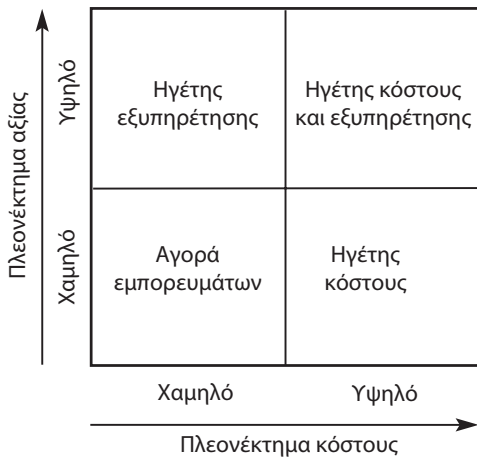 Πλεονέκτημα αξίας
Υψηλό
Χαμηλό
Ηγέτης
εξυπηρέτησης
Ηγέτης κόστους
και εξυπηρέτησης
Αγορά
εμπορευμάτων
Ηγέτης
κόστους
Χαμηλό
Υψηλό
Πλεονέκτημα κόστους